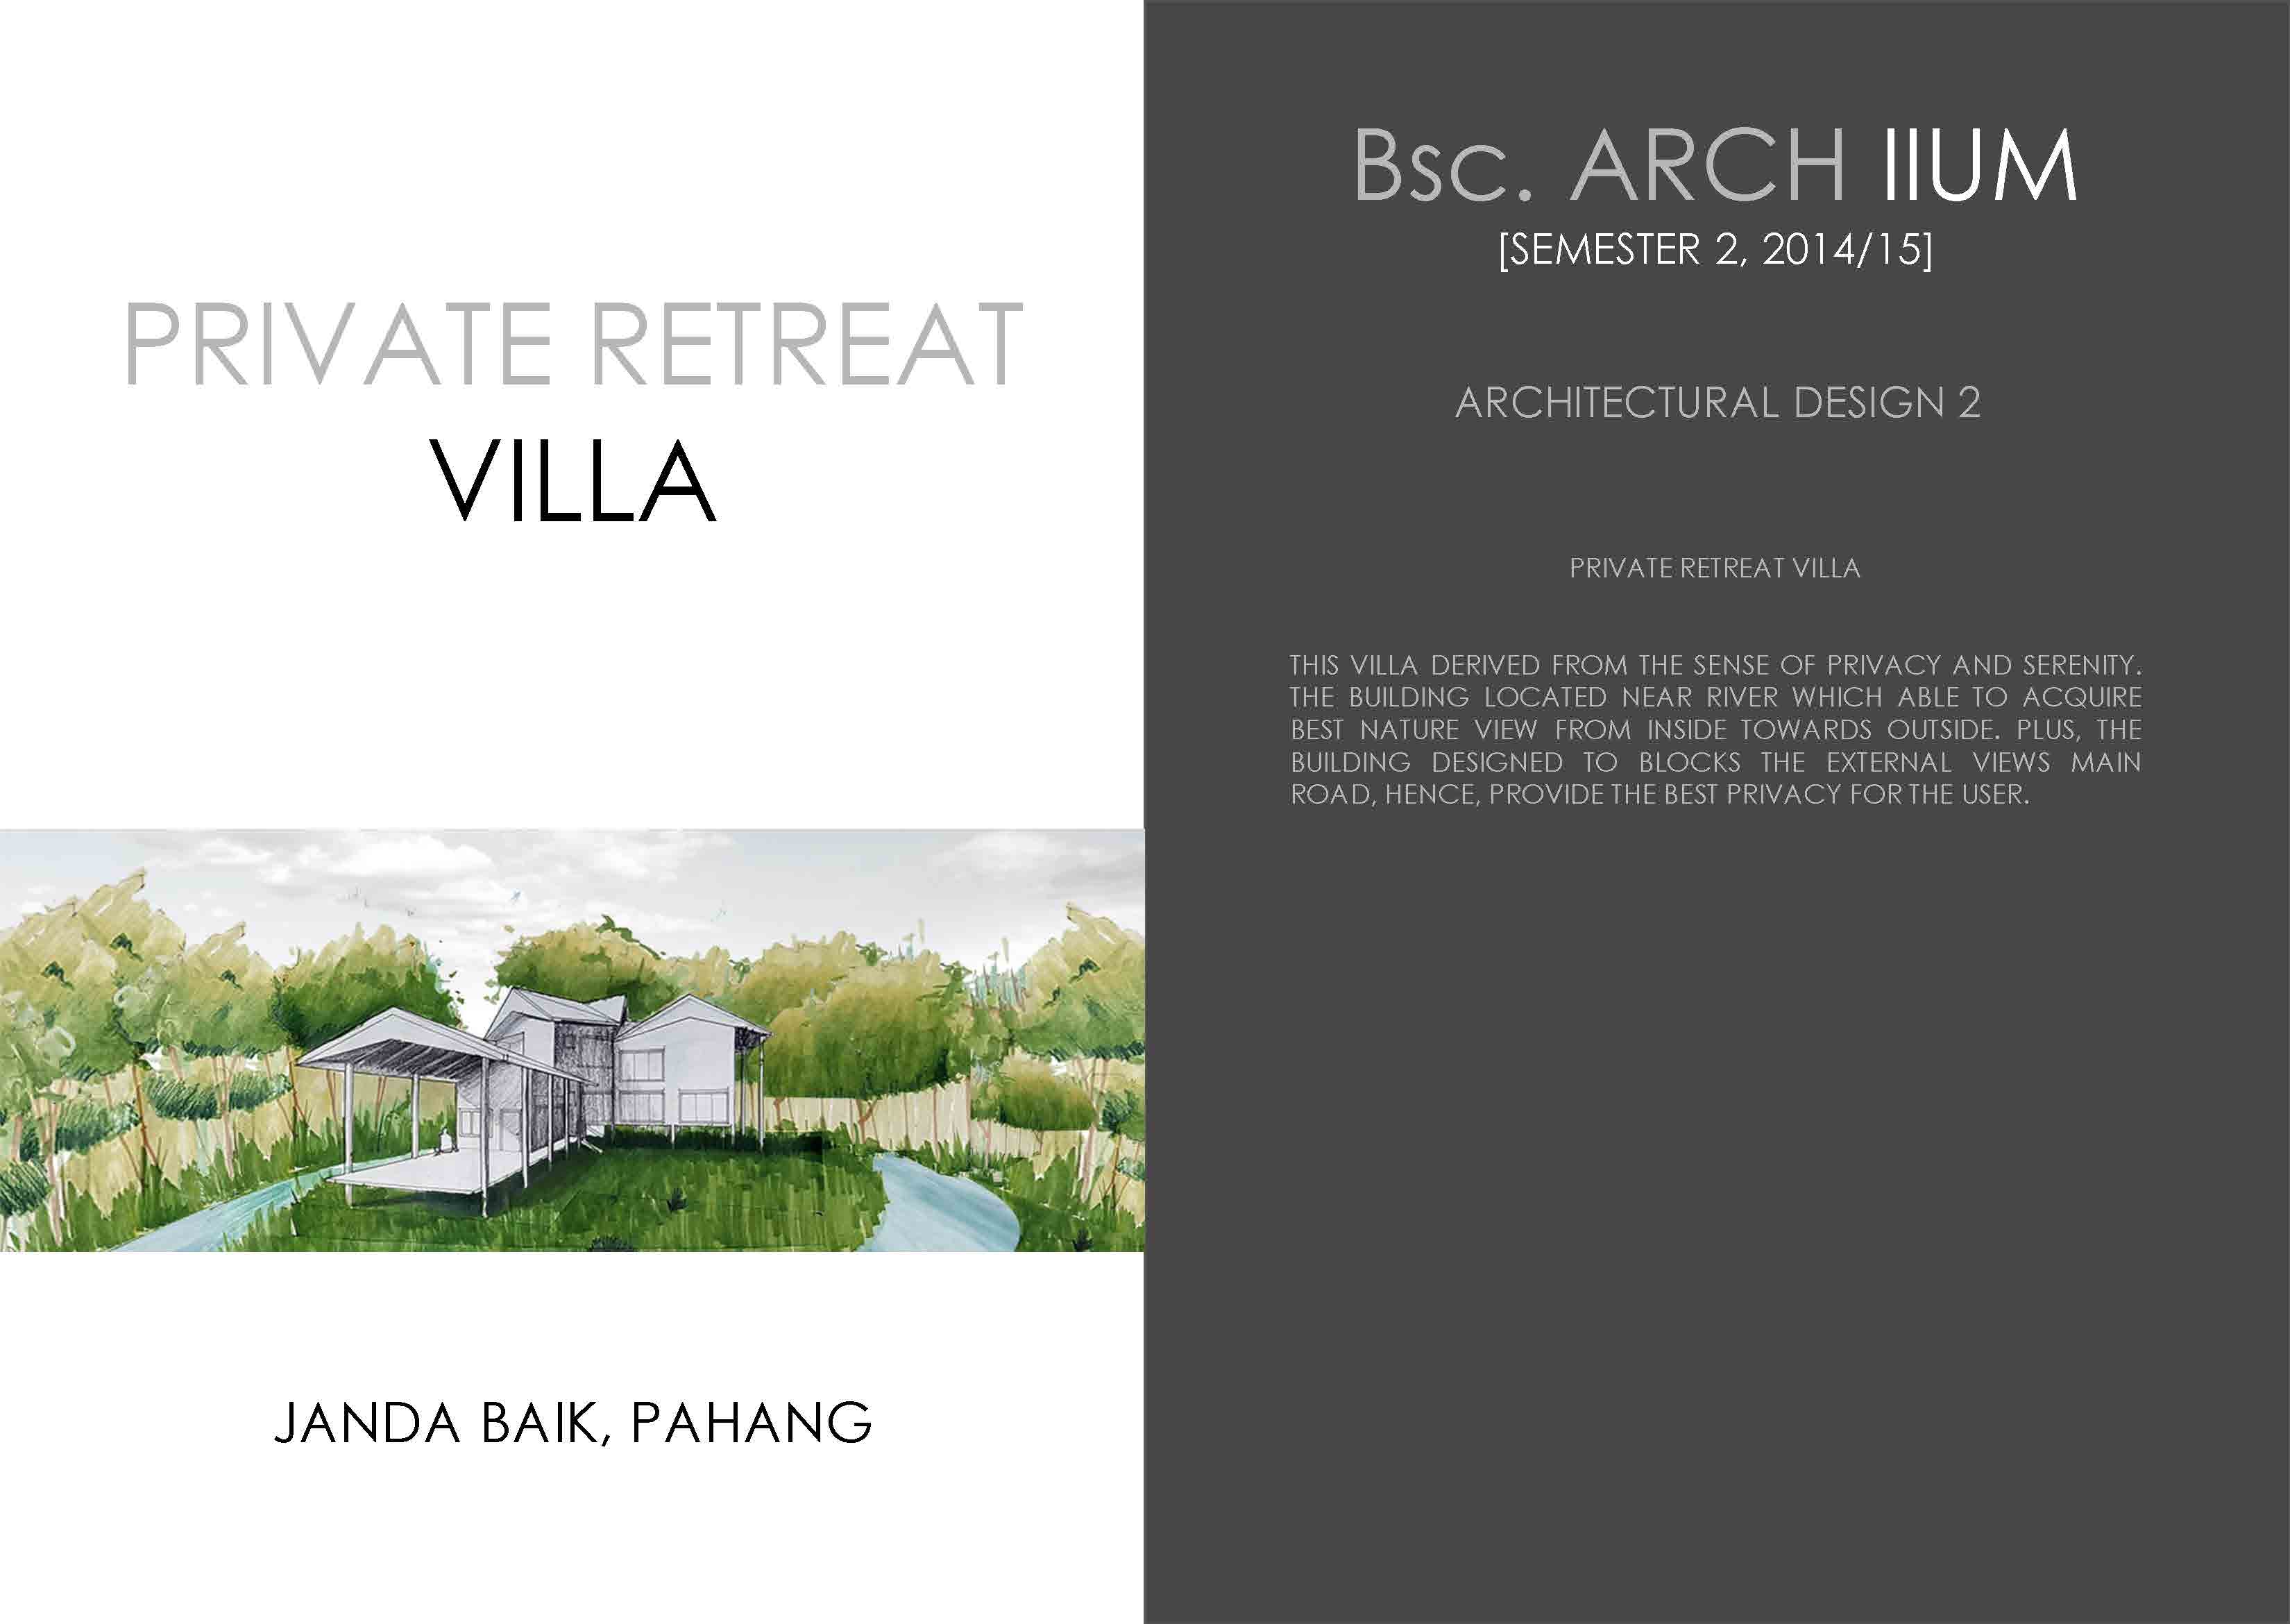 PRIVATE RETREAT
VILLA
JANDA BAIK, PAHANG
Bsc. ARCH IIUM
[SEMESTER 2, 2014/15]
ARCHITECTURAL DESIGN 2
PRIVATE RETREAT VILLA
THIS VILLA DERIVED FROM THE SENSE OF PRIVACY AND SERENITY.
THE BUILDING LOCATED NEAR RIVER WHICH ABLE TO ACQUIRE
BEST NATURE VIEW FROM INSIDE TOWARDS OUTSIDE. PLUS, THE
BUILDING DESIGNED TO BLOCKS THE EXTERNAL VIEWS MAIN
ROAD, HENCE, PROVIDE THE BEST PRIVACY FOR THE USER.